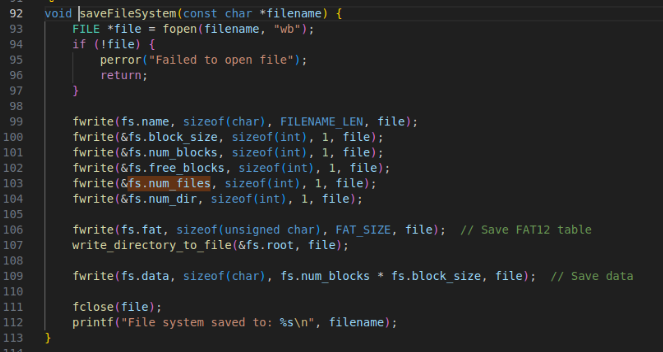 92 void saveFileSystem(const char *filename) {
93 FILE *file = fopen(filename, "wb");
94 if (!file) {
95 perror("Failed to open file");
96 return;
97 }
98
99 fwrite(fs.name, sizeof(char), FILENAME_LEN, file);
100 fwrite(&fs.block_size, sizeof(int), 1, file);
101 fwrite(&fs.num_blocks, sizeof(int), 1, file);
102 fwrite(&fs.free_blocks, sizeof(int), 1, file);
103 fwrite(&fs.num_files, sizeof(int), 1, file);
104 fwrite(&fs.num_dir, sizeof(int), 1, file);
105
106 fwrite(fs.fat, sizeof(unsigned char), FAT_SIZE, file);  // Save FAT12 table
107 write_directory_to_file(&fs.root, file);
108
109 fwrite(fs.data, sizeof(char), fs.num_blocks * fs.block_size, file);  // Save data
110
111 fclose(file);
112 printf("File system saved to: %s\n", filename);
113 }